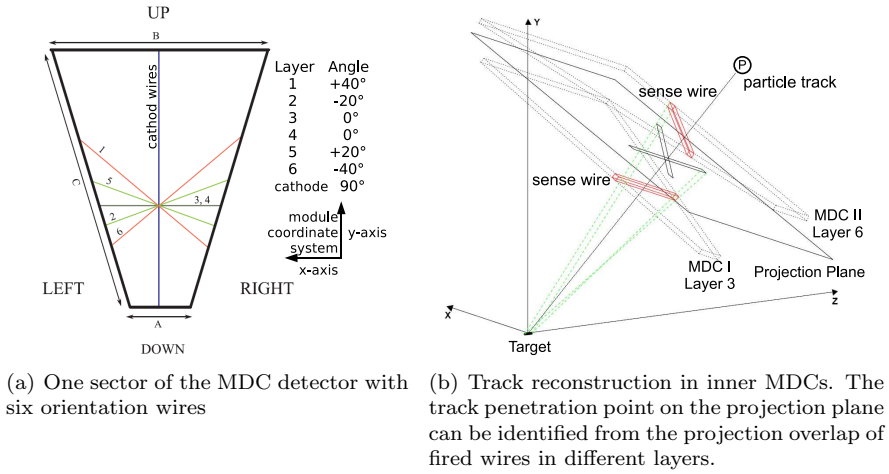 UP
B
cathod wires
Layer Angle
1 +40°
2 -20°
3 0°
4 0°
5 +20°
6 -40°
cathode 90°
1
5
C
3, 4
2
6
module
coordinate
system
y-axis
x-axis
LEFT
RIGHT
A
DOWN
Y
P
particle track
sense wire
sense wire
MDC II
Layer 6
MDC I
Layer 3
Projection Plane
X
Z
Target
(a) One sector of the MDC detector with
six orientation wires
(b) Track reconstruction in inner MDCs. The
track penetration point on the projection plane
can be identified from the projection overlap of
fired wires in different layers.